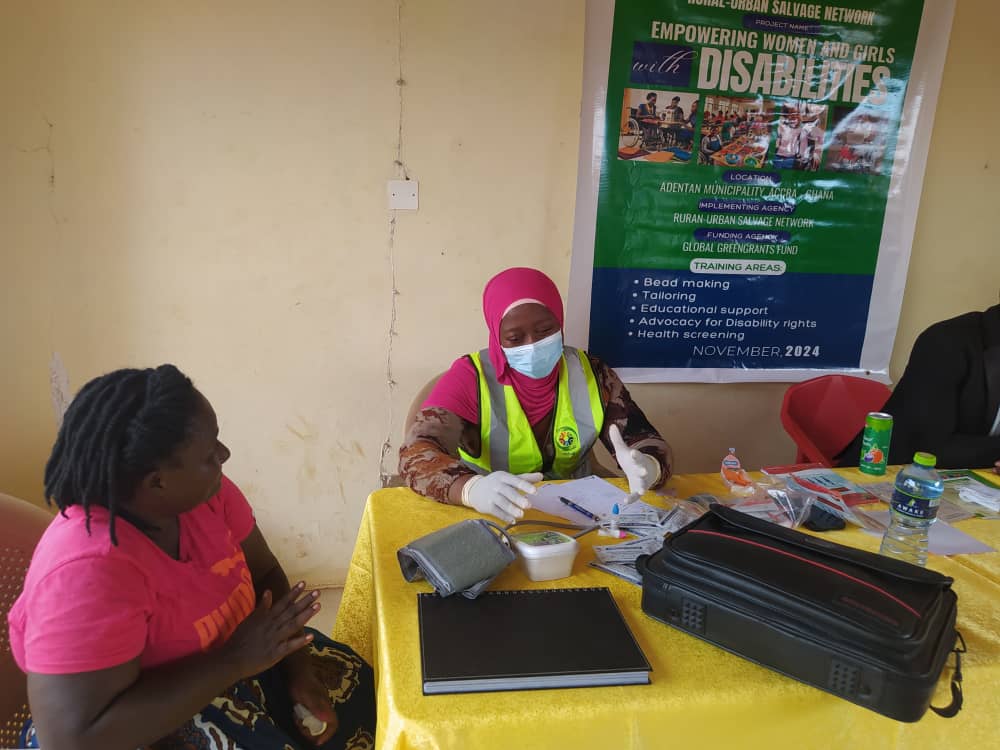 RURAL-URBAN SALVAGE NETWORK
PROJECT NAME
EMPOWERING WOMEN AND GIRLS
with DISABILITIES
LOCATION
ADENTAN MUNICIPALITY, ACCRA, GHANA
IMPLEMENTING AGENCY
RURAN-URBAN SALVAGE NETWORK
FUNDING AGENCY
GLOBAL GREENGRANTS FUND
TRAINING AREAS:
• Bead making
• Tailoring
• Educational support
• Advocacy for Disability rights
• Health screening
NOVEMBER, 2024
AWAKE